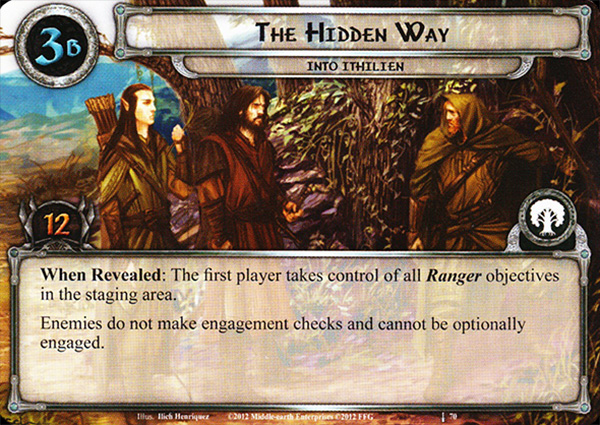 3B
THE HIDDEN WAY
INTO ITHILIEN
12
When Revealed: The first player takes control of all Ranger objectives
in the staging area.
Enemies do not make engagement checks and cannot be optionally
engaged.
Illus. Ilich Henriquez ©2012 Middle-earth Enterprises ©2012 FFG 70